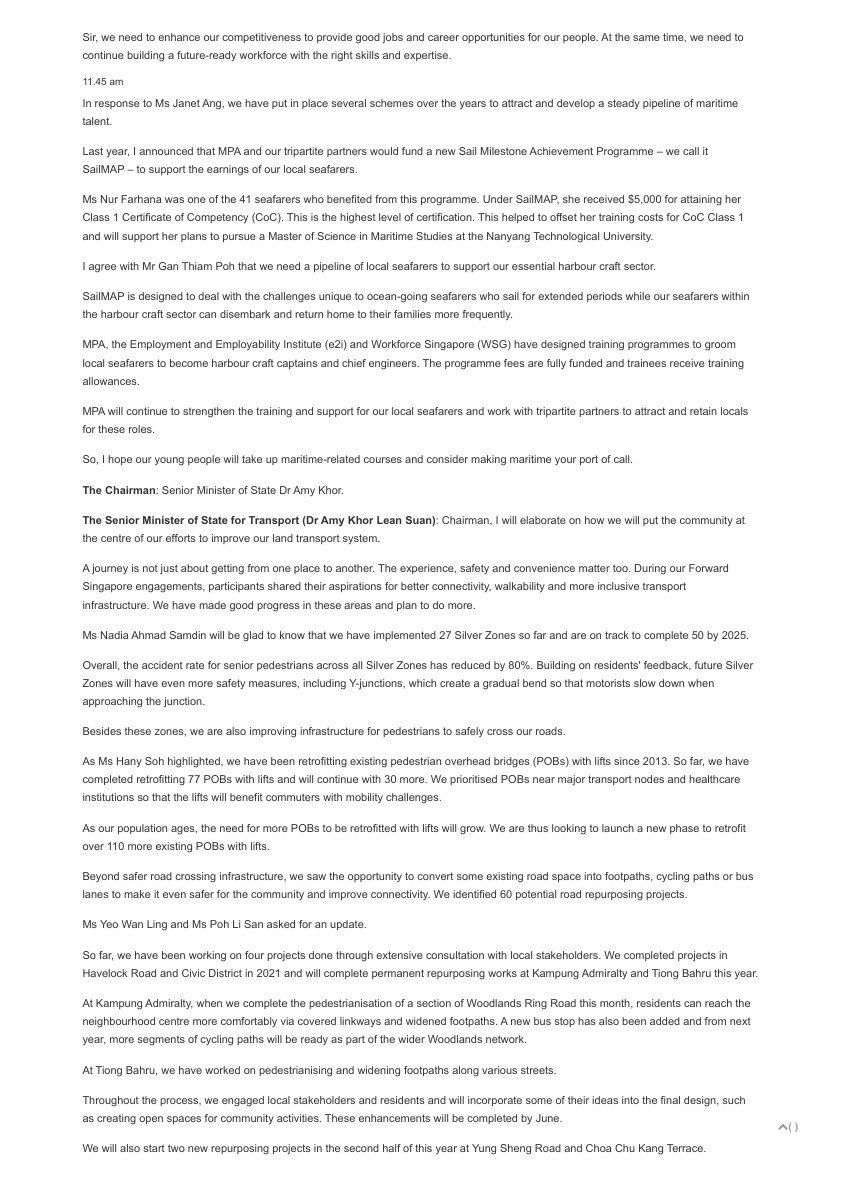 Sir, we need to enhance our competitiveness to provide good jobs and career opportunities for our people. At the same time, we need to
continue building a future-ready workforce with the right skills and expertise.
11.45 am
In response to Ms Janet Ang, we have put in place several schemes over the years to attract and develop a steady pipeline of maritime
talent.
Last year, I announced that MPA and our tripartite partners would fund a new Sail Milestone Achievement Programme – we call it
SailMAP – to support the earnings of our local seafarers.
Ms Nur Farhana was one of the 41 seafarers who benefited from this programme. Under SailMAP, she received $5,000 for attaining her
Class 1 Certificate of Competency (CoC). This is the highest level of certification. This helped to offset her training costs for CoC Class 1
and will support her plans to pursue a Master of Science in Maritime Studies at the Nanyang Technological University.
I agree with Mr Gan Thiam Poh that we need a pipeline of local seafarers to support our essential harbour craft sector.
SailMAP is designed to deal with the challenges unique to ocean-going seafarers who sail for extended periods while our seafarers within
the harbour craft sector can disembark and return home to their families more frequently.
MPA, the Employment and Employability Institute (e2i) and Workforce Singapore (WSG) have designed training programmes to groom
local seafarers to become harbour craft captains and chief engineers. The programme fees are fully funded and trainees receive training
allowances.
MPA will continue to strengthen the training and support for our local seafarers and work with tripartite partners to attract and retain locals
for these roles.
So, I hope our young people will take up maritime-related courses and consider making maritime your port of call.
The Chairman: Senior Minister of State Dr Amy Khor.
The Senior Minister of State for Transport (Dr Amy Khor Lean Suan): Chairman, I will elaborate on how we will put the community at
the centre of our efforts to improve our land transport system.
A journey is not just about getting from one place to another. The experience, safety and convenience matter too. During our Forward
Singapore engagements, participants shared their aspirations for better connectivity, walkability and more inclusive transport
infrastructure. We have made good progress in these areas and plan to do more.
Ms Nadia Ahmad Samdin will be glad to know that we have implemented 27 Silver Zones so far and are on track to complete 50 by 2025.
Overall, the accident rate for senior pedestrians across all Silver Zones has reduced by 80%. Building on residents' feedback, future Silver
Zones will have even more safety measures, including Y-junctions, which create a gradual bend so that motorists slow down when
approaching the junction.
Besides these zones, we are also improving infrastructure for pedestrians to safely cross our roads.
As Ms Hany Soh highlighted, we have been retrofitting existing pedestrian overhead bridges (POBs) with lifts since 2013. So far, we have
completed retrofitting 77 POBs with lifts and will continue with 30 more. We prioritised POBs near major transport nodes and healthcare
institutions so that the lifts will benefit commuters with mobility challenges.
As our population ages, the need for more POBs to be retrofitted with lifts will grow. We are thus looking to launch a new phase to retrofit
over 110 more existing POBs with lifts.
Beyond safer road crossing infrastructure, we saw the opportunity to convert some existing road space into footpaths, cycling paths or bus
lanes to make it even safer for the community and improve connectivity. We identified 60 potential road repurposing projects.
Ms Yeo Wan Ling and Ms Poh Li San asked for an update.
So far, we have been working on four projects done through extensive consultation with local stakeholders. We completed projects in
Havelock Road and Civic District in 2021 and will complete permanent repurposing works at Kampung Admiralty and Tiong Bahru this year.
At Kampung Admiralty, when we complete the pedestrianisation of a section of Woodlands Ring Road this month, residents can reach the
neighbourhood centre more comfortably via covered linkways and widened footpaths. A new bus stop has also been added and from next
year, more segments of cycling paths will be ready as part of the wider Woodlands network.
At Tiong Bahru, we have worked on pedestrianising and widening footpaths along various streets.
Throughout the process, we engaged local stakeholders and residents and will incorporate some of their ideas into the final design, such
as creating open spaces for community activities. These enhancements will be completed by June.
( )
We will also start two new repurposing projects in the second half of this year at Yung Sheng Road and Choa Chu Kang Terrace.